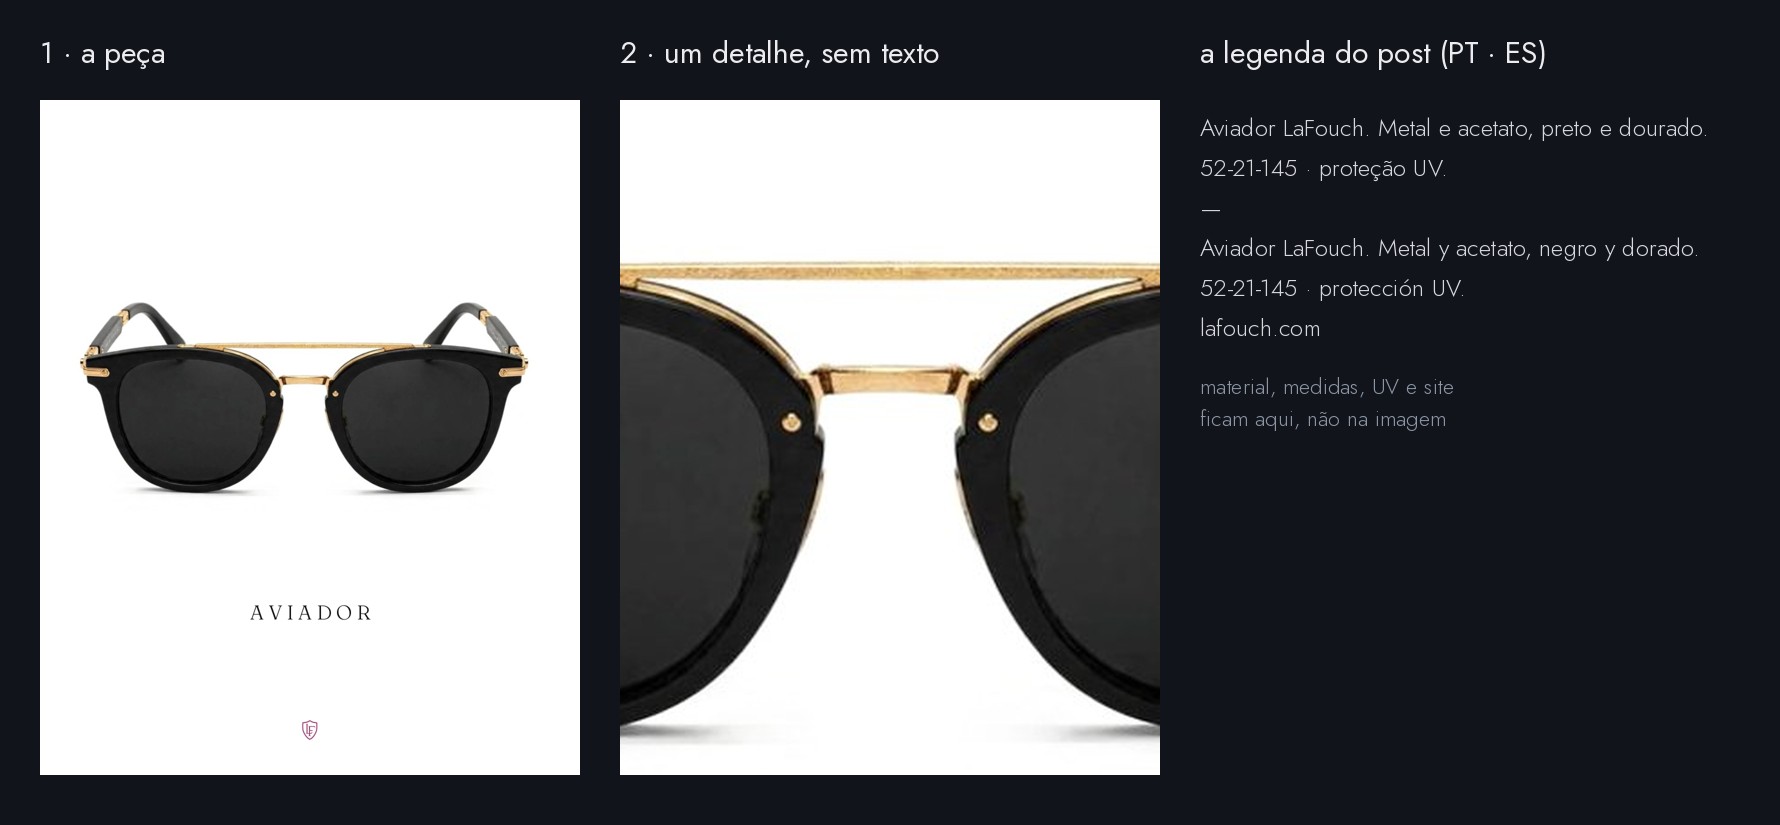 1 · a peça
AVIADOR
LF
2 · um detalhe, sem texto
a legenda do post (PT · ES)
Aviador LaFouch. Metal e acetato, preto e dourado.
52-21-145 · proteção UV.
—
Aviador LaFouch. Metal y acetato, negro y dorado.
52-21-145 · protección UV.
lafouch.com
material, medidas, UV e site
ficam aqui, não na imagem